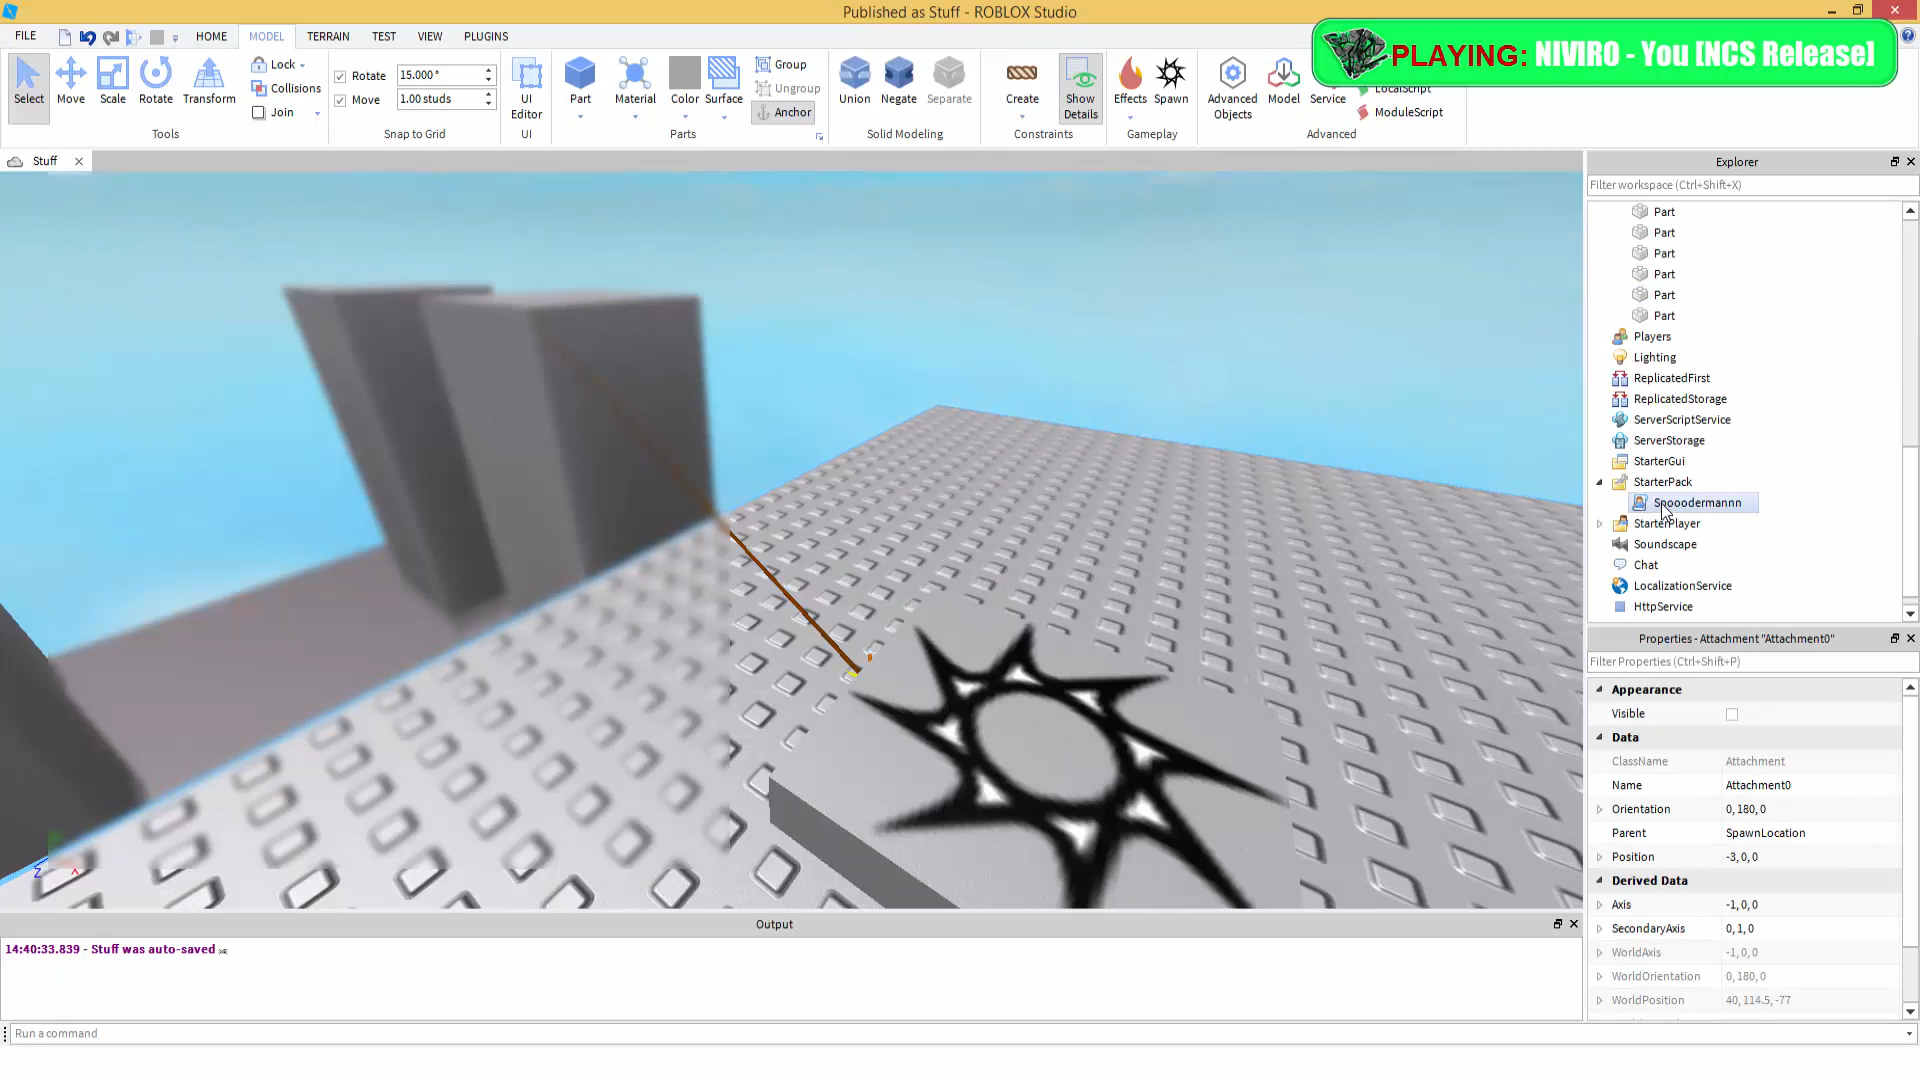 Published as Stuff - ROBLOX Studio
FILE
HOME
MODEL
TERRAIN
TEST
VIEW
PLUGINS
PLAYING: NIVIRO - You [NCS Release]
Select
Move
Scale
Rotate
Transform
Lock
Collisions
Join
Tools
Rotate
15.000 °
Move
1.00 studs
Snap to Grid
UI
Editor
UI
Part
Material
Color
Surface
Group
Ungroup
Anchor
Parts
Union
Negate
Separate
Solid Modeling
Create
Show
Details
Constraints
Effects
Spawn
Gameplay
Advanced
Objects
Model
Service
LocalScript
ModuleScript
Advanced
Stuff
Explorer
Filter workspace (Ctrl+Shift+X)
Part
Part
Part
Part
Part
Part
Players
Lighting
ReplicatedFirst
ReplicatedStorage
ServerScriptService
ServerStorage
StarterGui
StarterPack
Spooodermannn
StarterPlayer
Soundscape
Chat
LocalizationService
HttpService
Properties - Attachment "Attachment0"
Filter Properties (Ctrl+Shift+P)
Appearance
Visible
Data
ClassName Attachment
Name Attachment0
Orientation 0, 180, 0
Parent SpawnLocation
Position -3, 0, 0
Derived Data
Axis -1, 0, 0
SecondaryAxis 0, 1, 0
WorldAxis -1, 0, 0
WorldOrientation 0, 180, 0
WorldPosition 40, 114.5, -77
Z
Output
14:40:33.839 - Stuff was auto-saved
Run a command